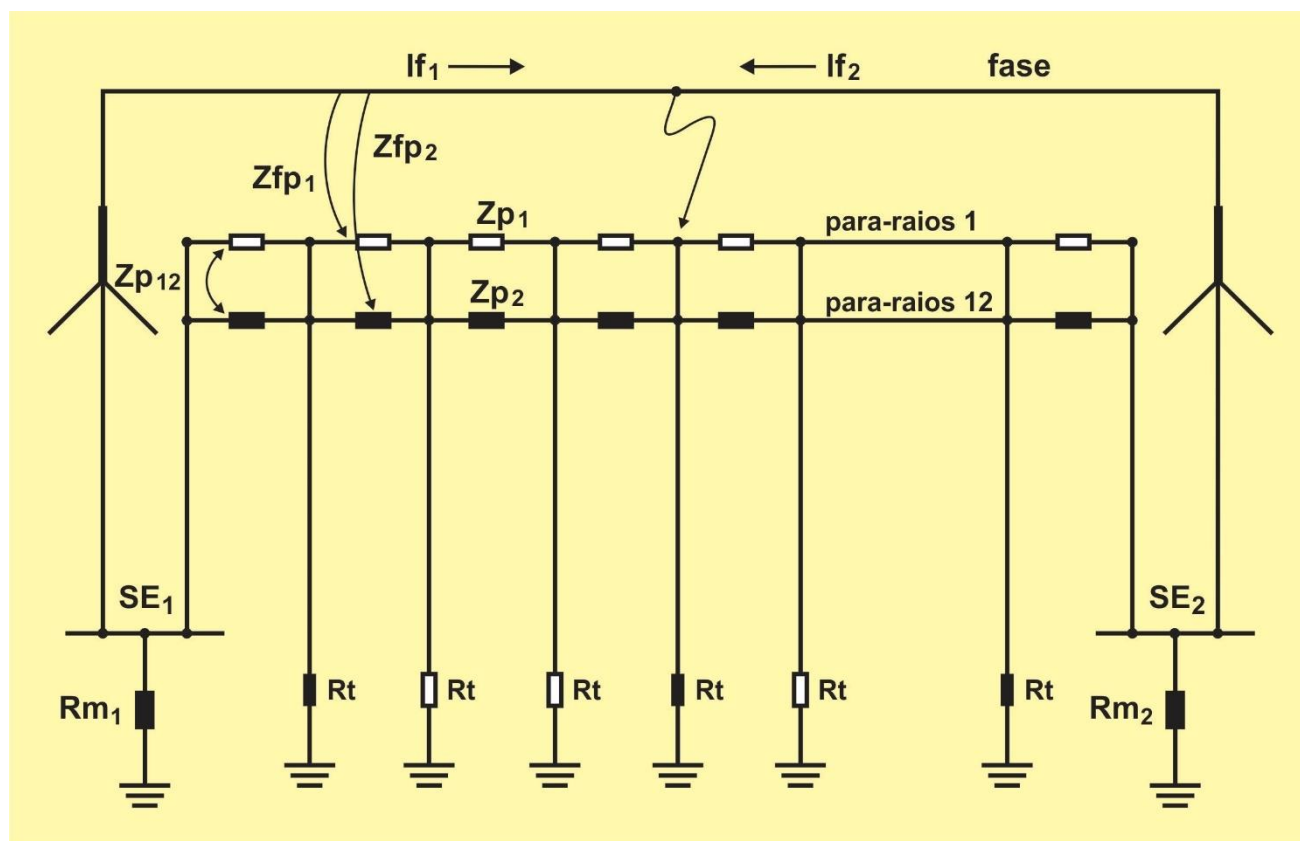 If₁ If₂ fase
Zfp₂
Zfp₁
Zp₁ para-raios 1
Zp₁₂
Zp₂ para-raios 12
SE₁ SE₂
Rt Rt Rt Rt Rt Rt
Rm₁ Rm₂